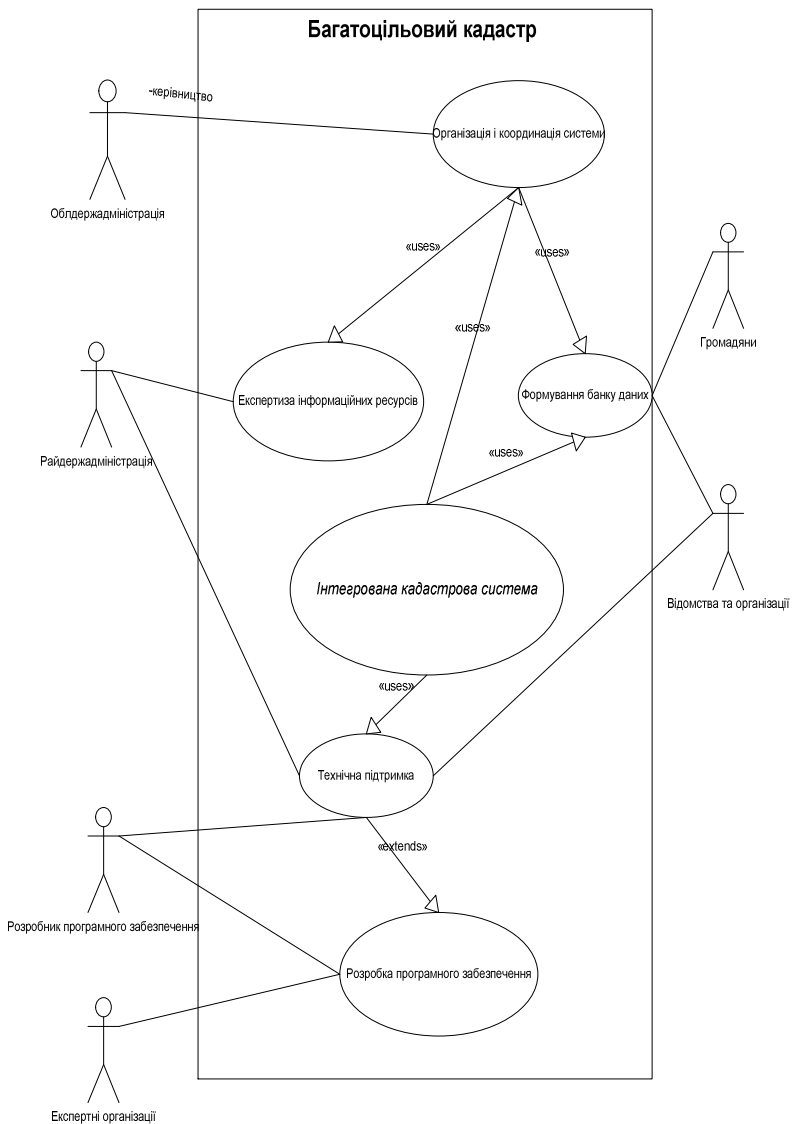 Багатоцільовий кадастр
-керівництво
Організація і координація системи
Облдержадміністрація
«uses»
«uses»
«uses»
Громадяни
Експертиза інформаційних ресурсів
Формування банку даних
Райдержадміністрація
«uses»
Інтегрована кадастрова система
Відомства та організації
«uses»
Технічна підтримка
«extends»
Розробник програмного забезпечення
Розробка програмного забезпечення
Експертні організації